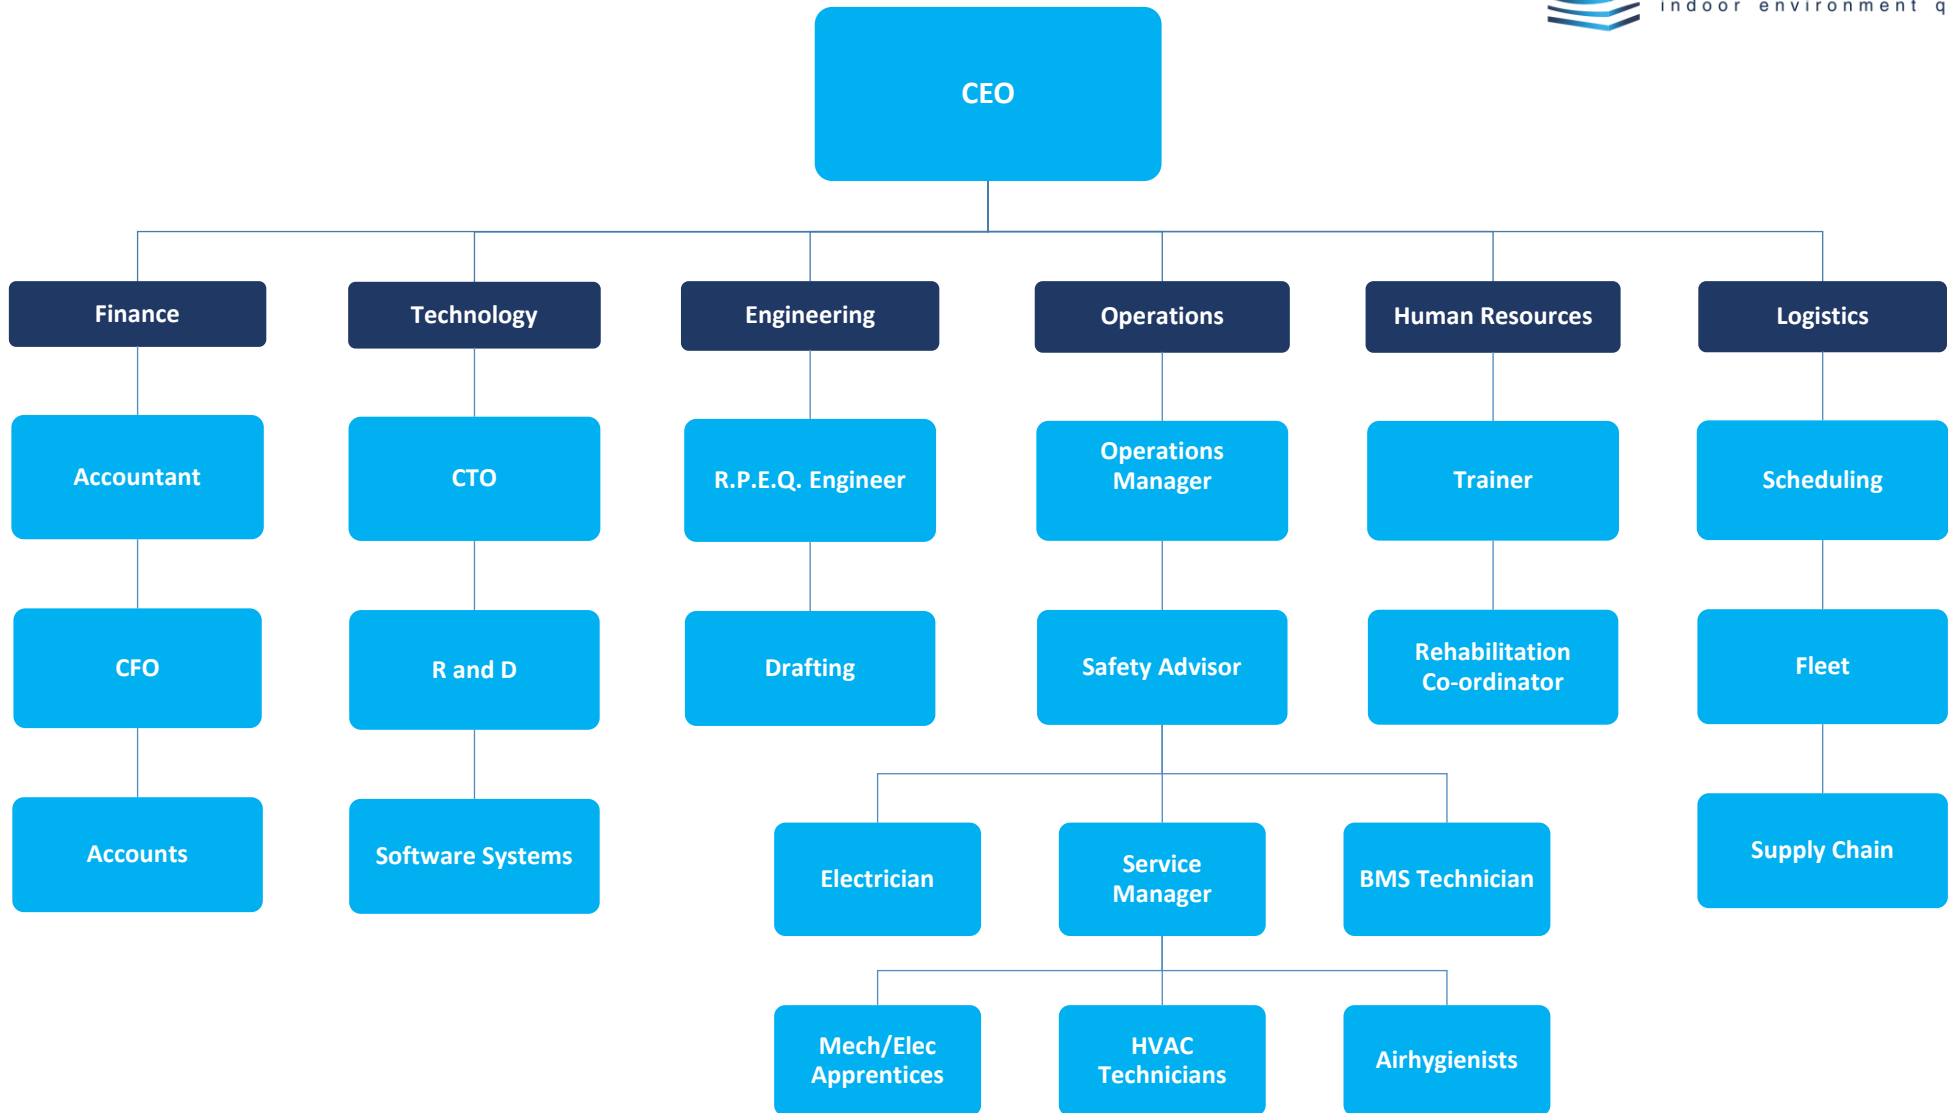 indoor environment q
CEO
Finance
Technology
Engineering
Operations
Human Resources
Logistics
Accountant
CTO
R.P.E.Q. Engineer
Operations
Manager
Trainer
Scheduling
CFO
R and D
Drafting
Safety Advisor
Rehabilitation
Co-ordinator
Fleet
Accounts
Software Systems
Electrician
Service
Manager
BMS Technician
Supply Chain
Mech/Elec
Apprentices
HVAC
Technicians
Airhygienists